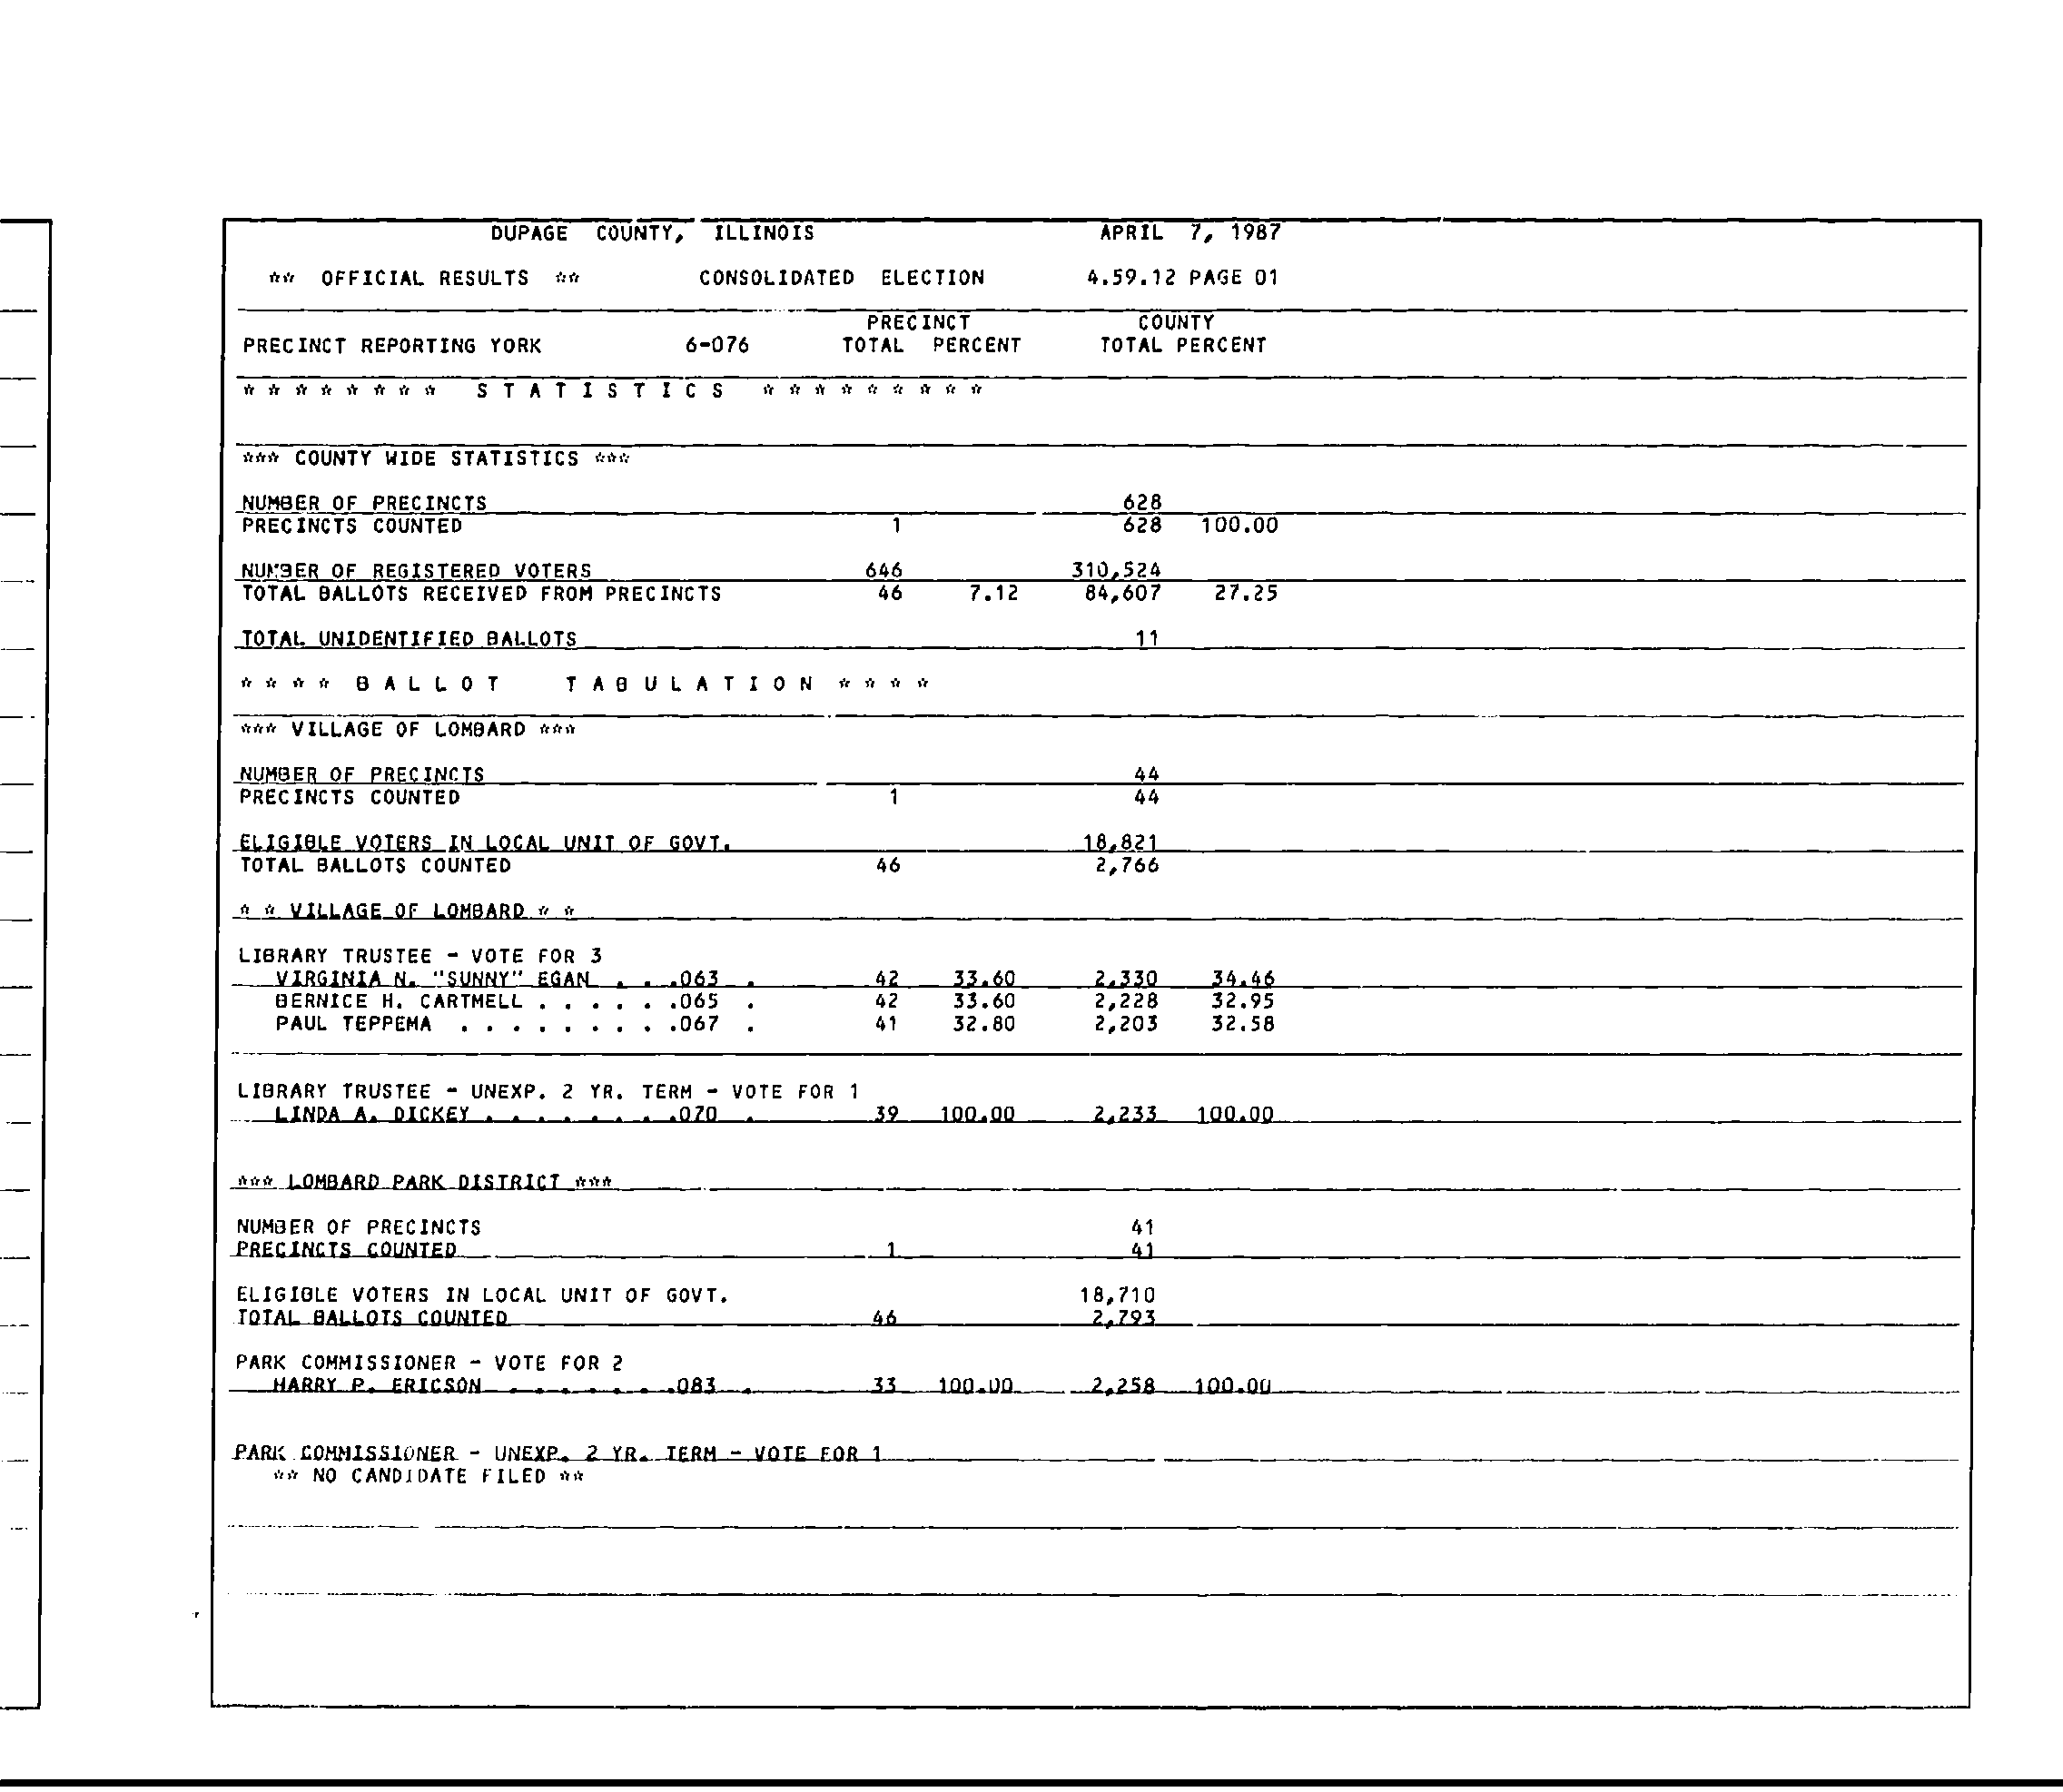 DUPAGE COUNTY, ILLINOIS APRIL 7, 1987
** OFFICIAL RESULTS ** CONSOLIDATED ELECTION 4.59.12 PAGE 01
PRECINCT COUNTY
PRECINCT REPORTING YORK 6-076 TOTAL PERCENT TOTAL PERCENT
* * * * * * * * S T A T I S T I C S * * * * * * * * *
*** COUNTY WIDE STATISTICS ***
NUMBER OF PRECINCTS 628
PRECINCTS COUNTED 1 628 100.00
NUMBER OF REGISTERED VOTERS 646 310,524
TOTAL BALLOTS RECEIVED FROM PRECINCTS 46 7.12 84,607 27.25
TOTAL UNIDENTIFIED BALLOTS 11
* * * * B A L L O T T A B U L A T I O N * * * *
*** VILLAGE OF LOMBARD ***
NUMBER OF PRECINCTS 44
PRECINCTS COUNTED 1 44
ELIGIBLE VOTERS IN LOCAL UNIT OF GOVT. 18,821
TOTAL BALLOTS COUNTED 46 2,766
* * VILLAGE OF LOMBARD * *
LIBRARY TRUSTEE - VOTE FOR 3
VIRGINIA N. "SUNNY" EGAN . . .063 . 42 33.60 2,330 34.46
BERNICE H. CARTMELL . . . . . .065 . 42 33.60 2,228 32.95
PAUL TEPPEMA . . . . . . . . .067 . 41 32.80 2,203 32.58
LIBRARY TRUSTEE - UNEXP. 2 YR. TERM - VOTE FOR 1
LINDA A. DICKEY . . . . . . . .070 . 39 100.00 2,233 100.00
*** LOMBARD PARK DISTRICT ***
NUMBER OF PRECINCTS 41
PRECINCTS COUNTED 1 41
ELIGIBLE VOTERS IN LOCAL UNIT OF GOVT. 18,710
TOTAL BALLOTS COUNTED 46 2,793
PARK COMMISSIONER - VOTE FOR 2
HARRY P. ERICSON . . . . . . .083 . 33 100.00 2,258 100.00
PARK COMMISSIONER - UNEXP. 2 YR. TERM - VOTE FOR 1
** NO CANDIDATE FILED **